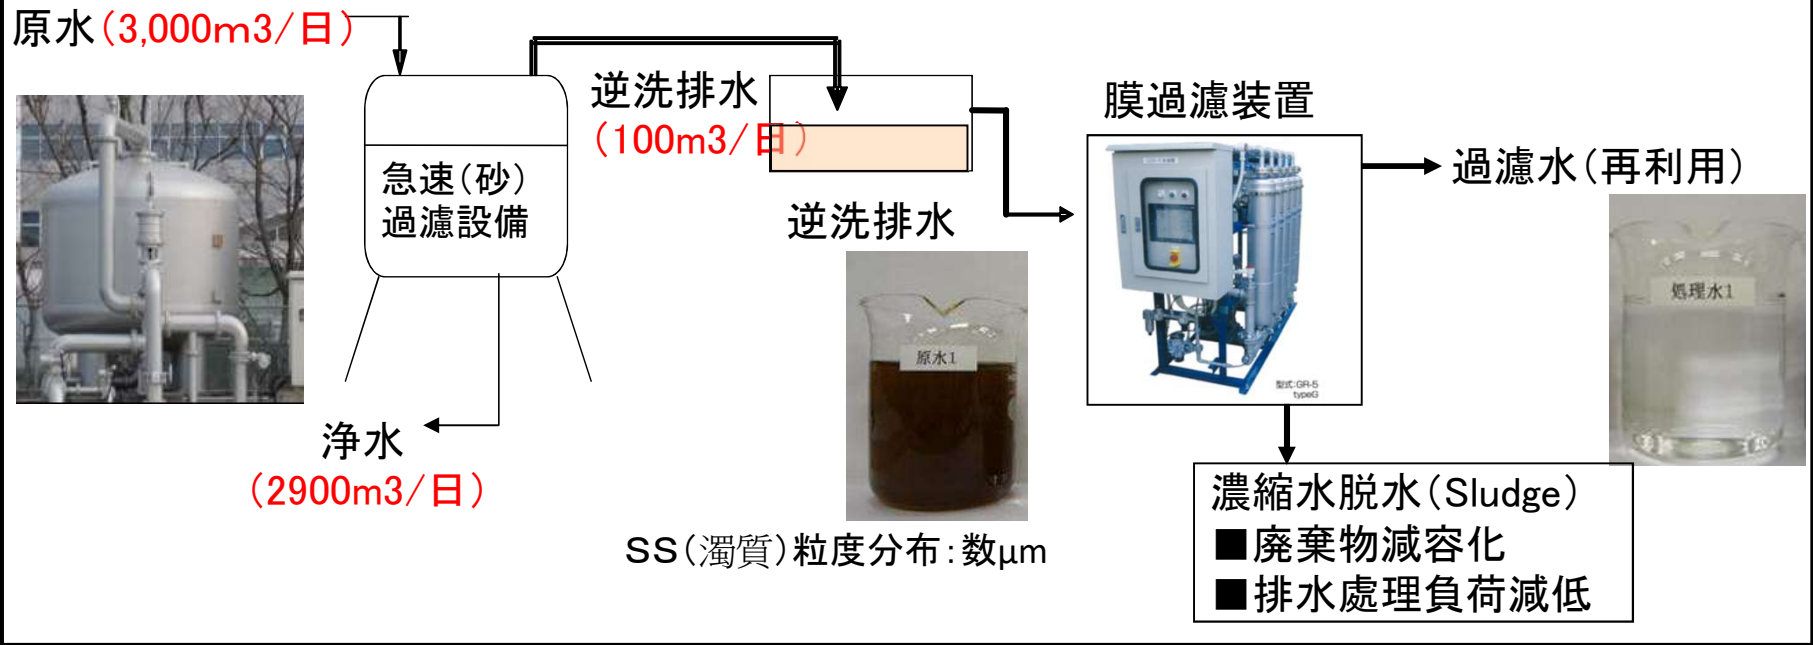 原水(3,000m3/日)
逆洗排水
(100m3/日)
膜過濾装置
急速(砂)
過濾設備
過濾水(再利用)
逆洗排水
原水1
処理水1
型式:GR-5
typeG
浄水
(2900m3/日)
SS(濁質)粒度分布:数μm
濃縮水脱水(Sludge)
■廃棄物減容化
■排水處理負荷減低